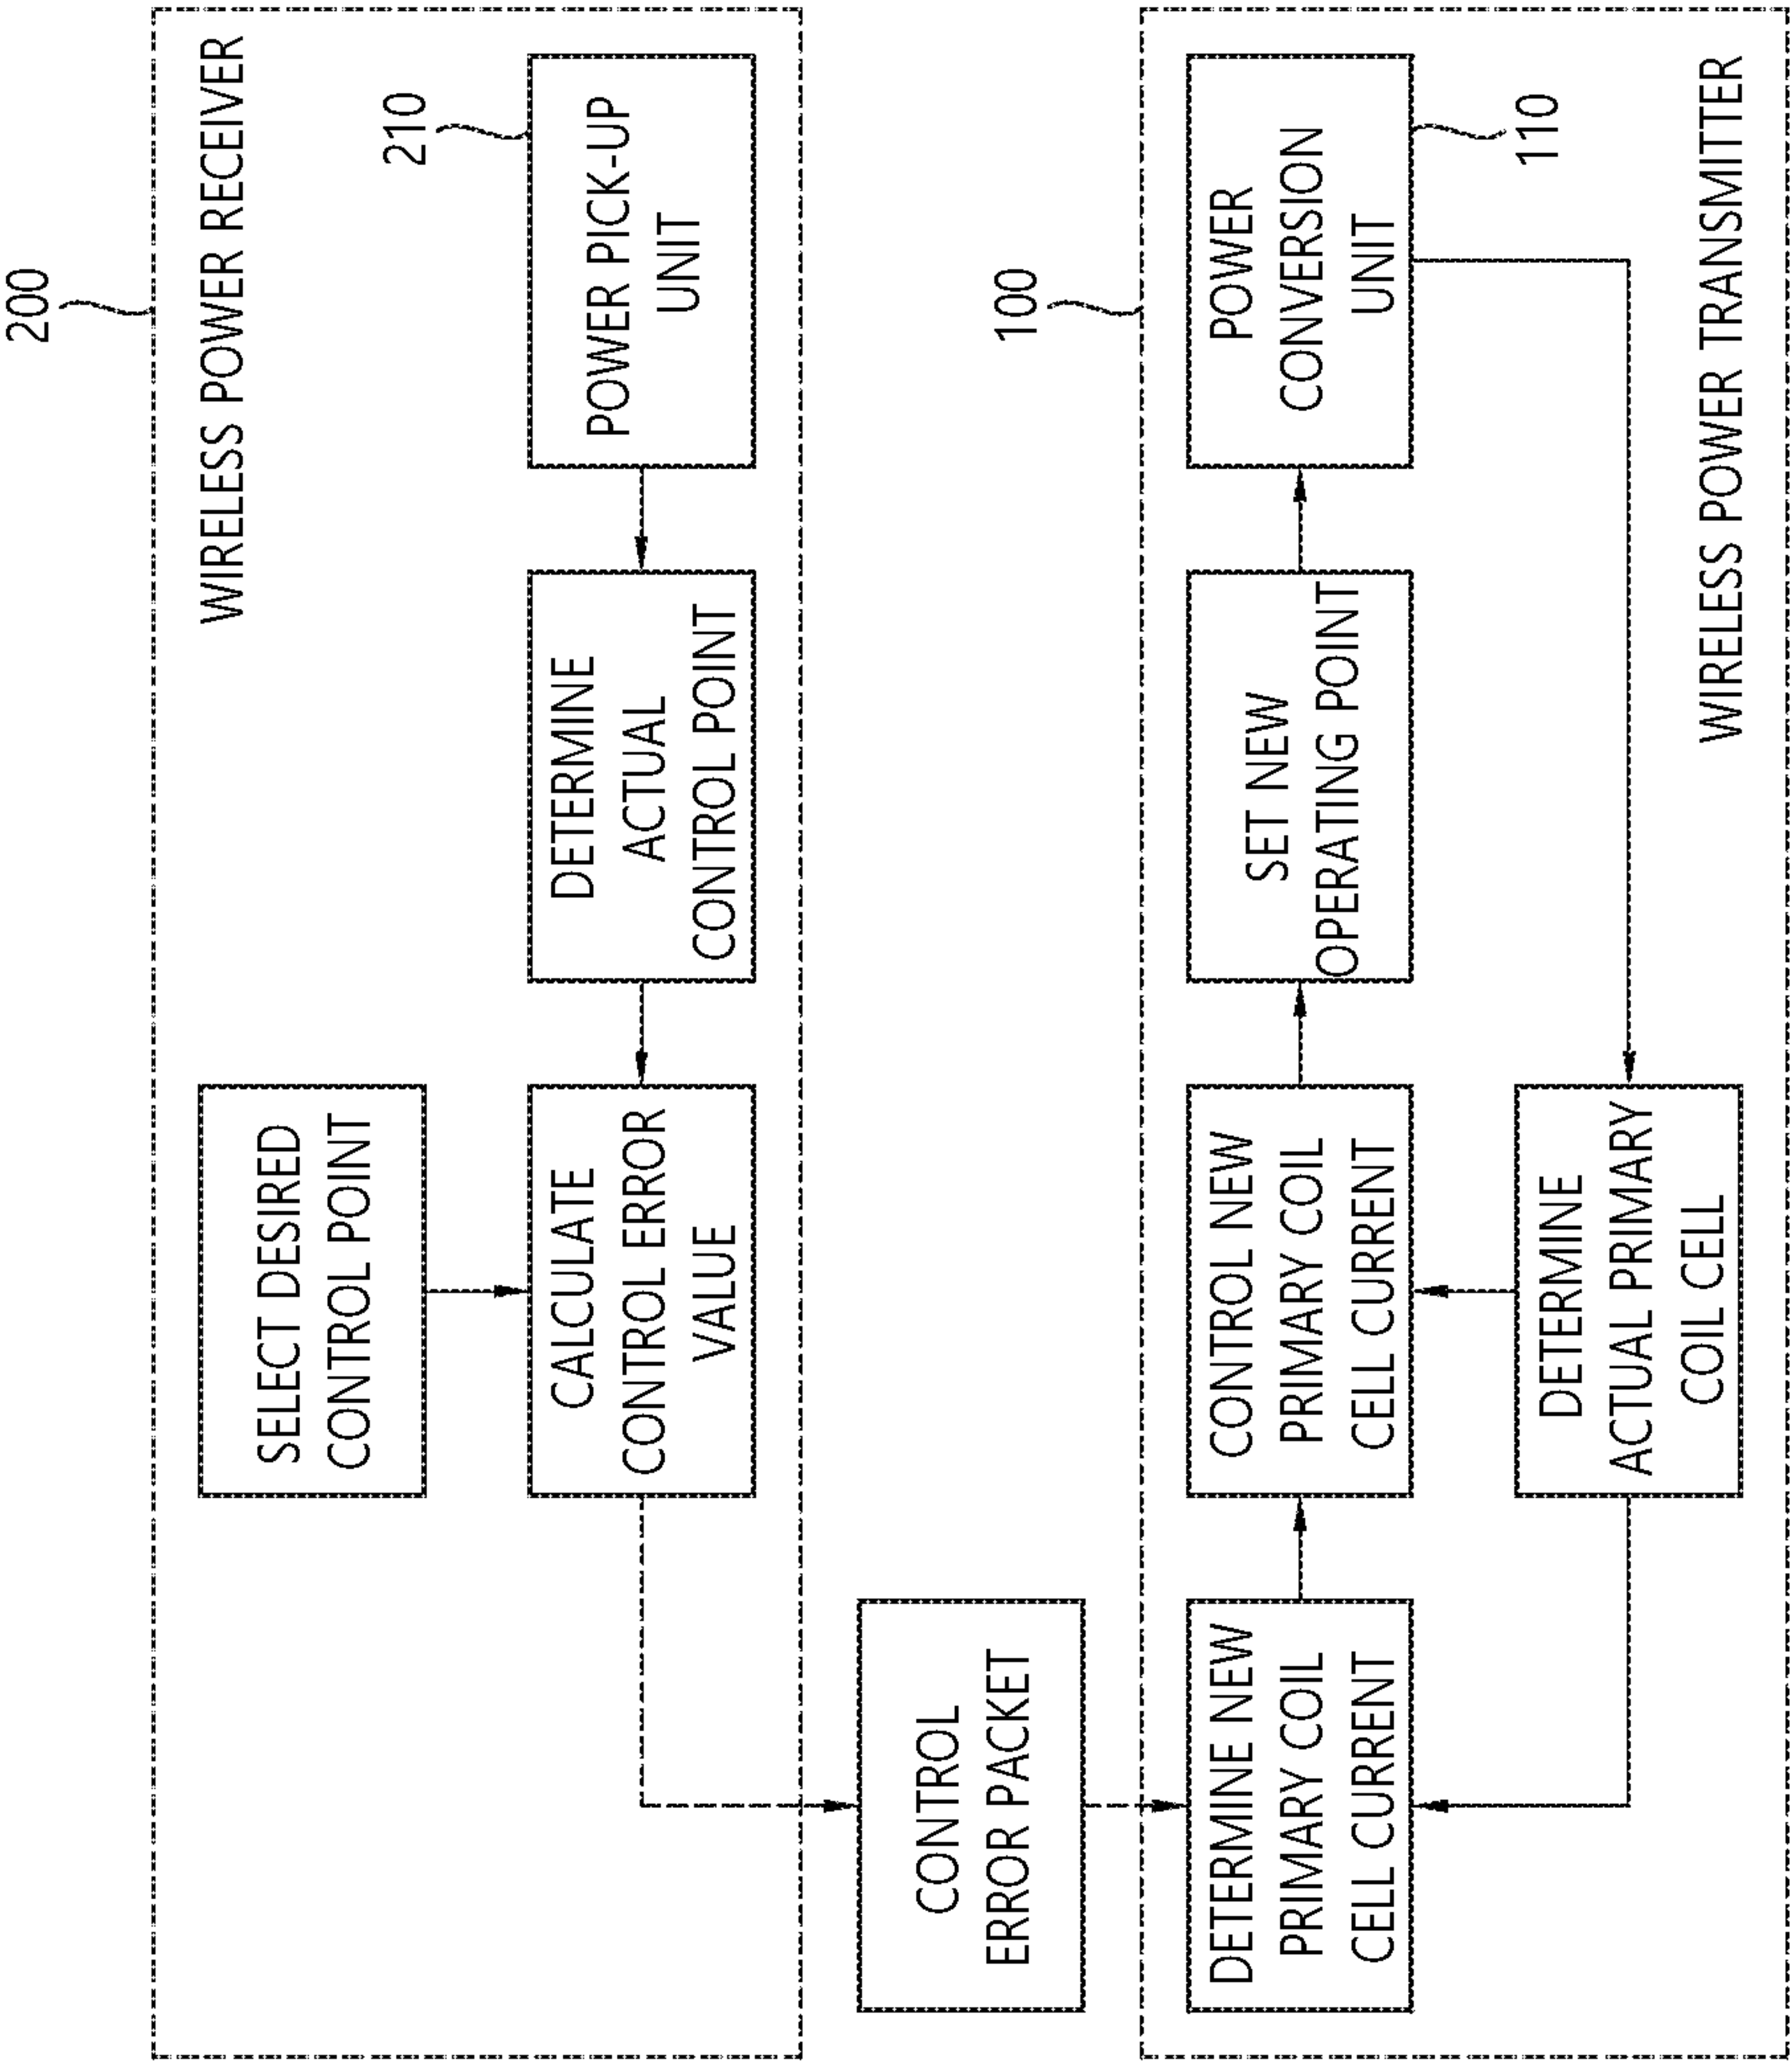 200
WIRELESS POWER RECEIVER
SELECT DESIRED
CONTROL POINT
210
CALCULATE
CONTROL ERROR
VALUE
DETERMINE
ACTUAL
CONTROL POINT
POWER PICK-UP
UNIT
CONTROL
ERROR PACKET
100
DETERMINE NEW
PRIMARY COIL
CELL CURRENT
CONTROL NEW
PRIMARY COIL
CELL CURRENT
SET NEW
OPERATING POINT
POWER
CONVERSION
UNIT
110
DETERMINE
ACTUAL PRIMARY
COIL CELL
WIRELESS POWER TRANSMITTER